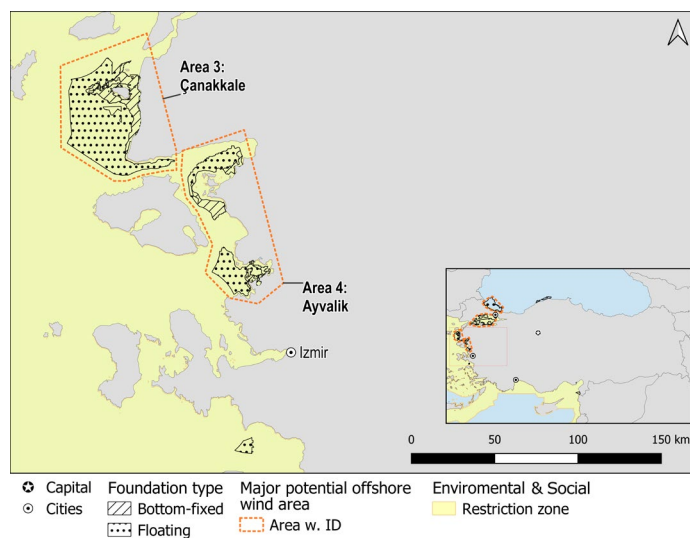 Area 3:
Çanakkale
Area 4:
Ayvalik
Izmir
0 50 100 150 km
Capital
Cities
Foundation type
Bottom-fixed
Floating
Major potential offshore
wind area
Area w. ID
Enviromental & Social
Restriction zone